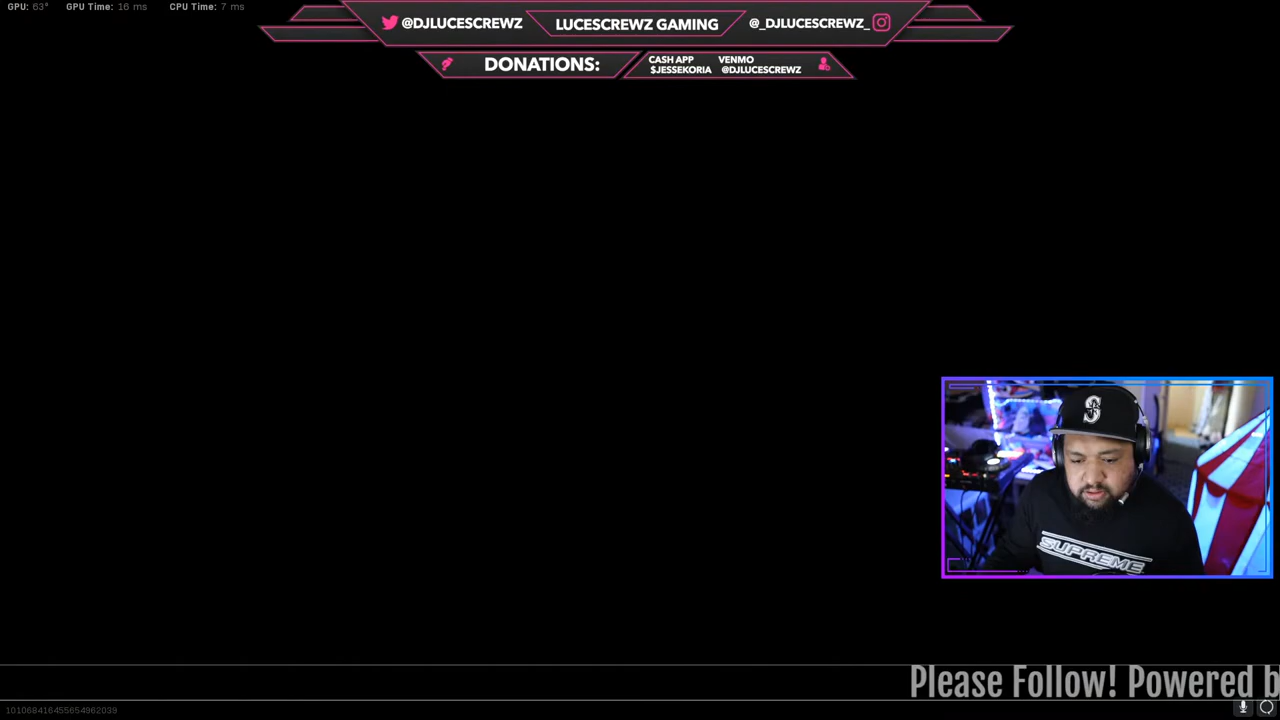 GPU: 63° GPU Time: 16 ms CPU Time: 7 ms
@DJLUCESCREWZ LUCESCREWZ GAMING @_DJLUCESCREWZ_
DONATIONS: CASH APP VENMO
$JESSEKORIA @DJLUCESCREWZ
S
SUPREME
Please Follow! Powered b
101068416455654962039